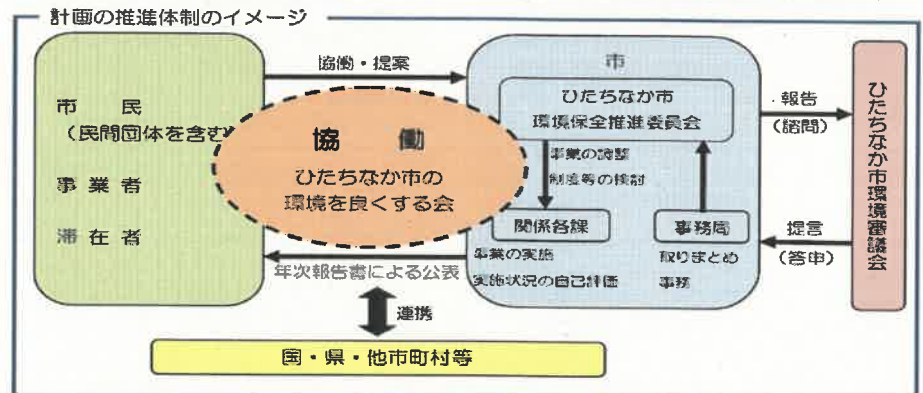 計画の推進体制のイメージ
市 民
(民間団体を含む)
事 業 者
滞 在 者
協働・提案
協 働
ひたちなか市の
環境を良くする会
年次報告書による公表
市
ひたちなか市
環境保全推進委員会
事業の調整
制度等の検討
関係各課
事業の実施
実施状況の自己評価
事務局
取りまとめ
事務
報告
(諮問)
提言
(答申)
ひたちなか市環境審議会
連携
国・県・他市町村等